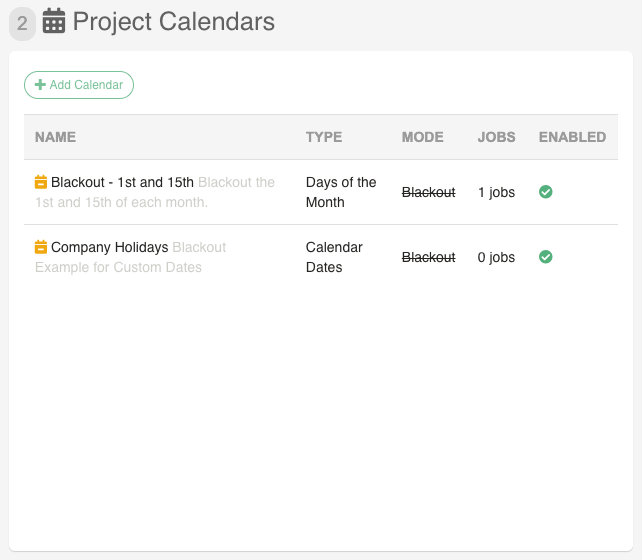 2 Project Calendars
Add Calendar
NAME TYPE MODE JOBS ENABLED
Blackout - 1st and 15th Blackout the Days of the Blackout 1 jobs
1st and 15th of each month. Month
Company Holidays Blackout Calendar Blackout 0 jobs
Example for Custom Dates Dates